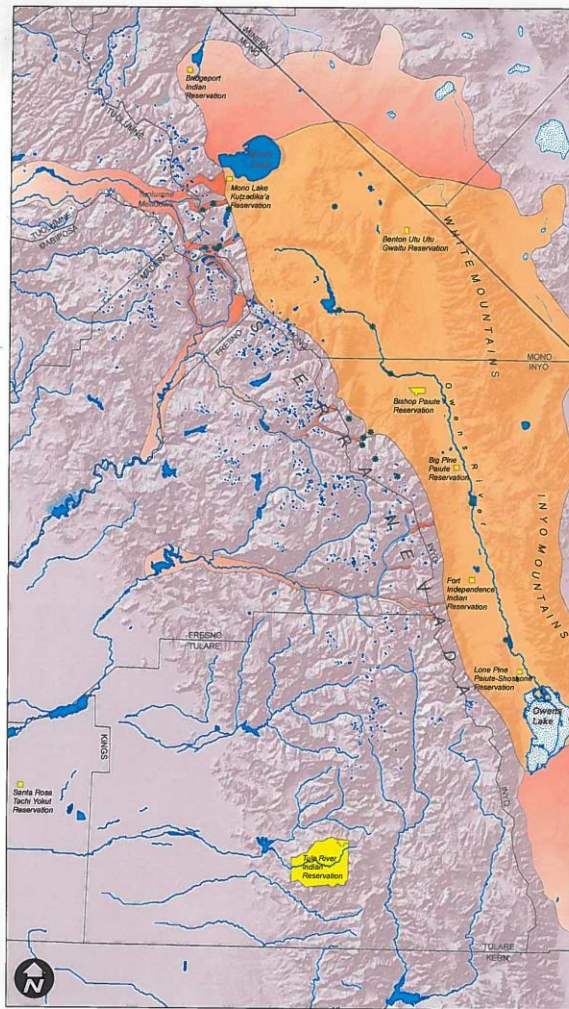 MINERAL
MONO
Bridgeport
Indian
Reservation
TUOLUMNE
Mono Lake
Kutzadika'a
Reservation
Tuolumne
Meadows
TUOLUMNE
MARIPOSA
MADERA
Benton Utu Utu
Gwaitu Reservation
WHITE MOUNTAINS
FRESNO
MONO
INYO
SIERRA NEVADA
Bishop Paiute
Reservation
Owens River
Big Pine
Paiute
Reservation
INYO MOUNTAINS
INYO
Fort
Independence
Indian
Reservation
FRESNO
TULARE
Lone Pine
Paiute-Shoshone
Reservation
Owens
Lake
KINGS
Santa Rosa
Tachi Yokut
Reservation
INYO
Tule River
Indian
Reservation
TULARE
KERN
N